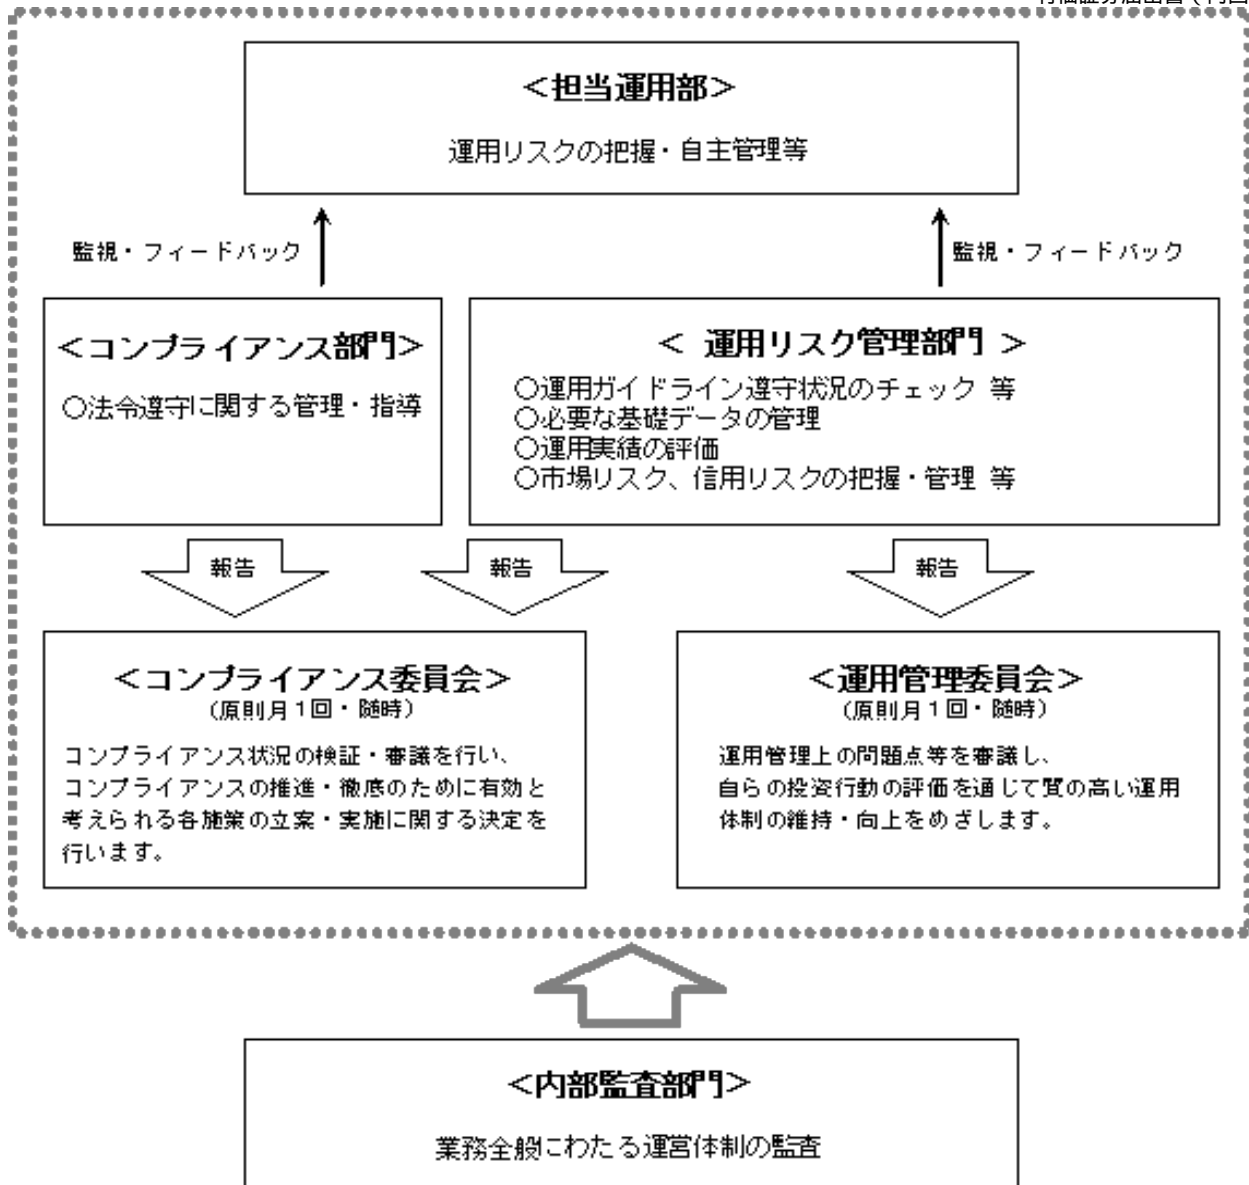 ＜担当運用部＞
運用リスクの把握・自主管理等
監視・フィードバック
監視・フィードバック
＜コンプライアンス部門＞
○法令遵守に関する管理・指導
＜ 運用リスク管理部門 ＞
○運用ガイドライン遵守状況のチェック 等
○必要な基礎データの管理
○運用実績の評価
○市場リスク、信用リスクの把握・管理 等
報告
報告
報告
＜コンプライアンス委員会＞
（原則月１回・随時）
コンプライアンス状況の検証・審議を行い、
コンプライアンスの推進・徹底のために有効と
考えられる各施策の立案・実施に関する決定を
行います。
＜運用管理委員会＞
（原則月１回・随時）
運用管理上の問題点等を審議し、
自らの投資行動の評価を通じて質の高い運用
体制の維持・向上をめざします。
＜内部監査部門＞
業務全般にわたる運営体制の監査